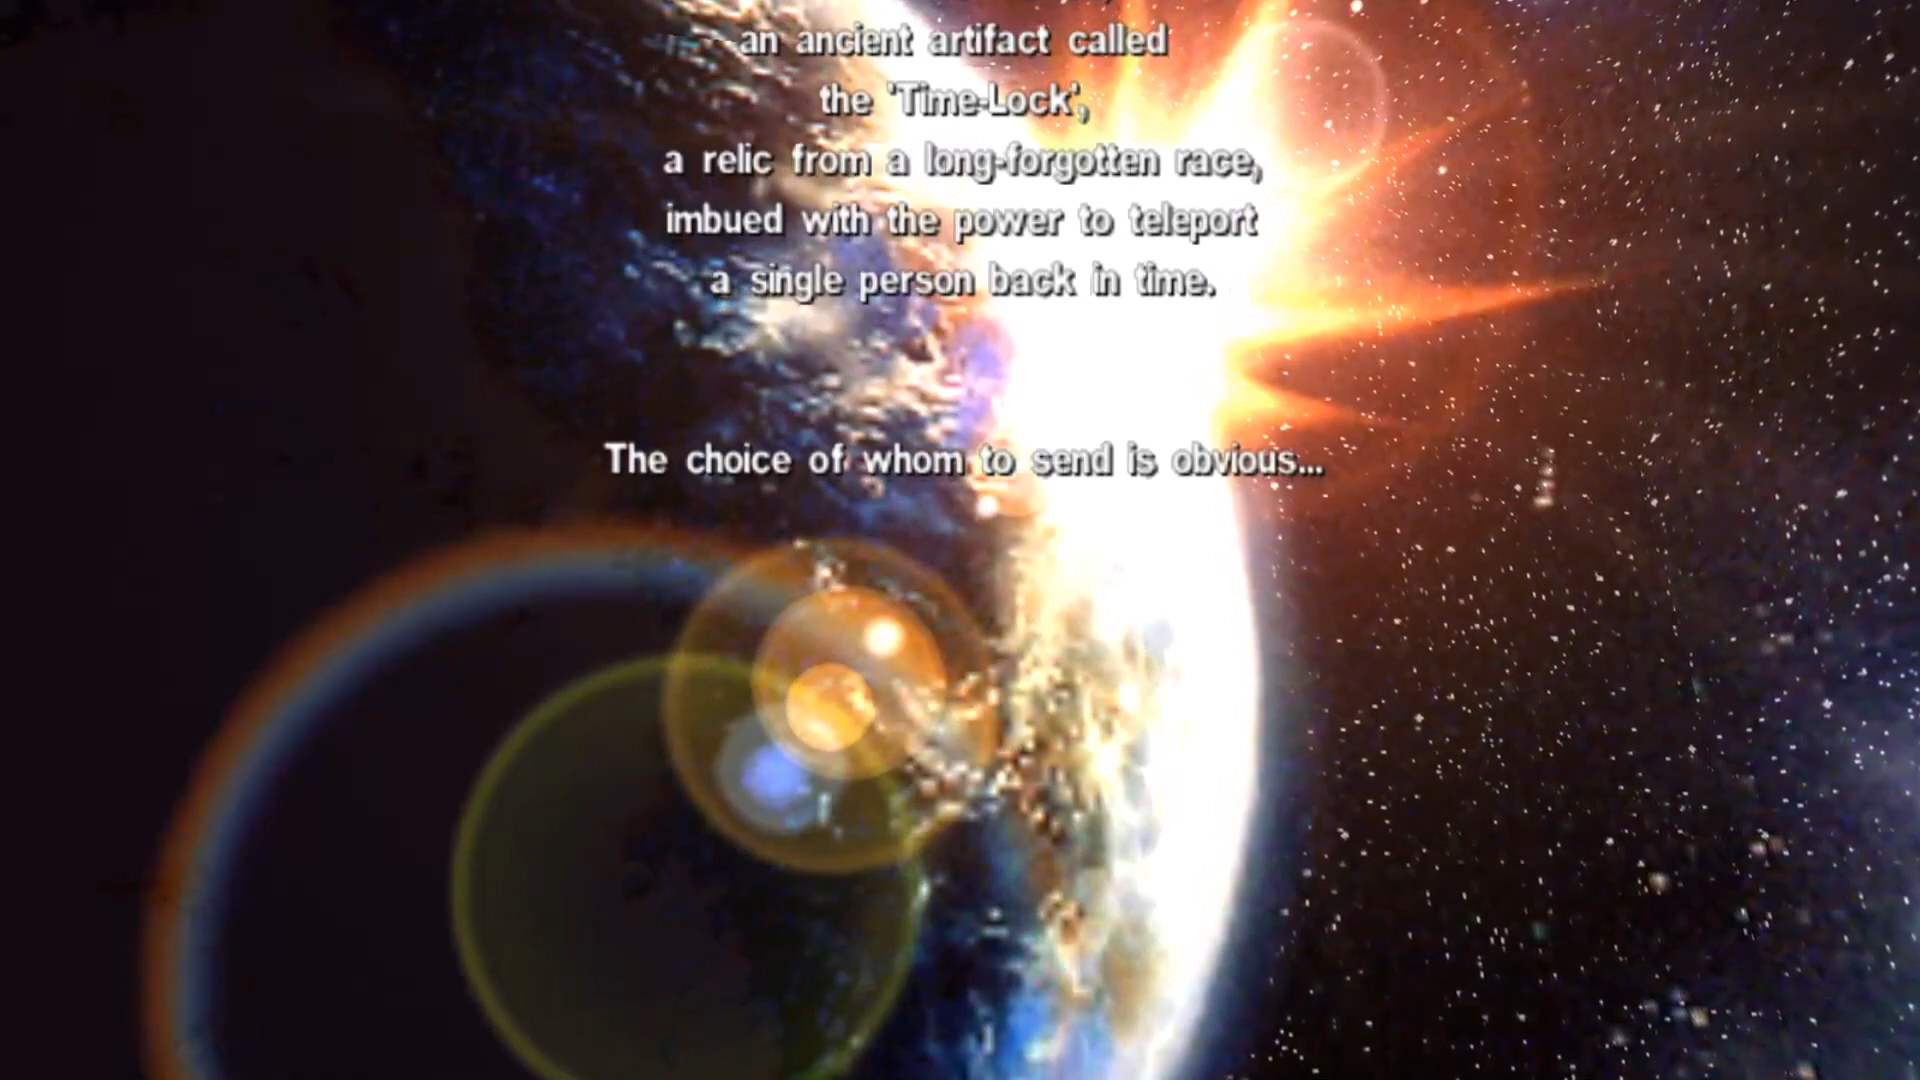 an ancient artifact called
the 'Time-Lock',
a relic from a long-forgotten race,
imbued with the power to teleport
a single person back in time.
The choice of whom to send is obvious...